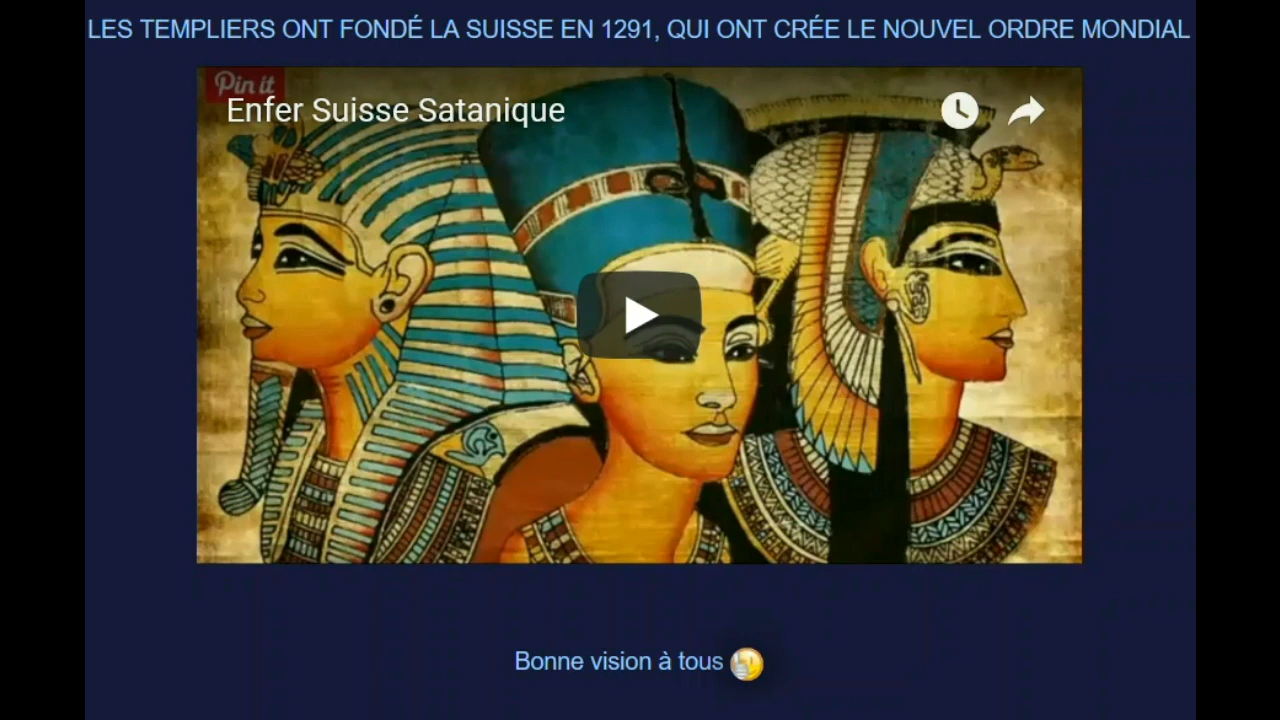 LES TEMPLIERS ONT FONDÉ LA SUISSE EN 1291, QUI ONT CRÉE LE NOUVEL ORDRE MONDIAL
Pin it
Enfer Suisse Satanique
Bonne vision à tous